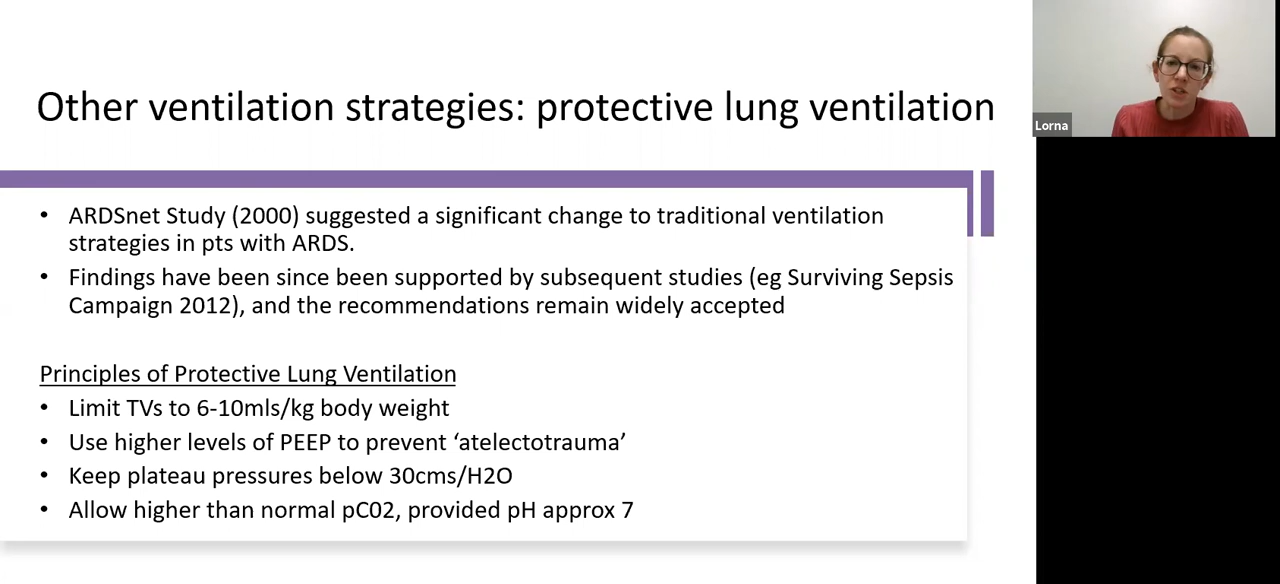 Other ventilation strategies: protective lung ventilation
Lorna
• ARDSnet Study (2000) suggested a significant change to traditional ventilation
strategies in pts with ARDS.
• Findings have been since been supported by subsequent studies (eg Surviving Sepsis
Campaign 2012), and the recommendations remain widely accepted
Principles of Protective Lung Ventilation
• Limit TVs to 6-10mls/kg body weight
• Use higher levels of PEEP to prevent ‘atelectotrauma’
• Keep plateau pressures below 30cms/H2O
• Allow higher than normal pC02, provided pH approx 7